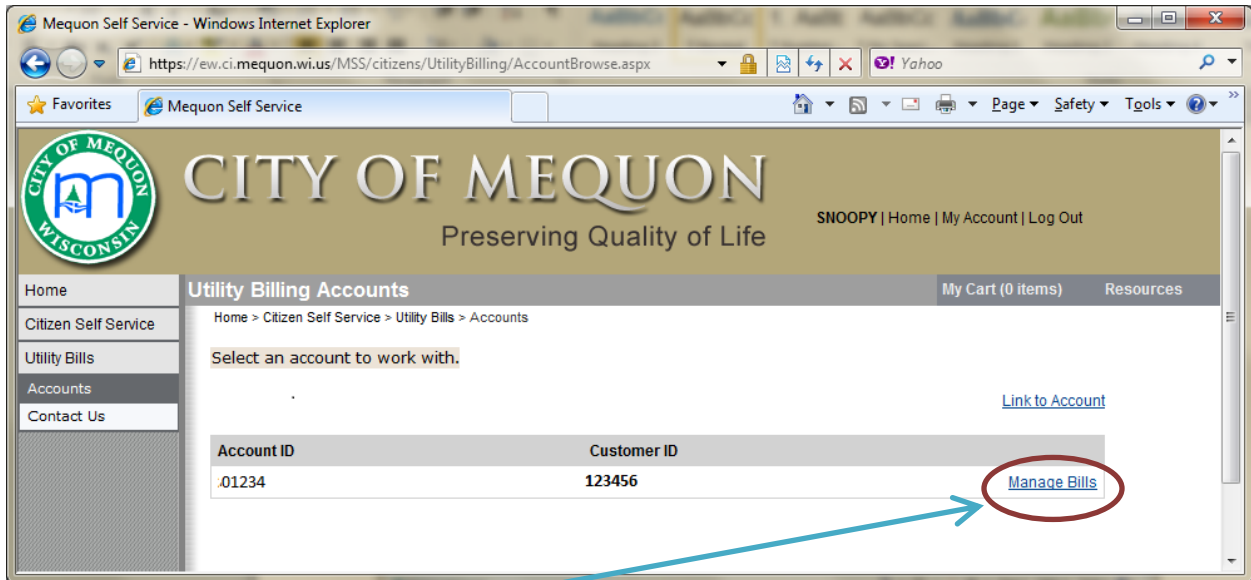 Mequon Self Service - Windows Internet Explorer
https://ew.ci.mequon.wi.us/MSS/citizens/UtilityBilling/AccountBrowse.aspx
Yahoo
Favorites
Mequon Self Service
Page
Safety
Tools
CITY OF MEQUON
WISCONSIN
CITY OF MEQUON
Preserving Quality of Life
SNOOPY | Home | My Account | Log Out
Home
Citizen Self Service
Utility Bills
Accounts
Contact Us
Utility Billing Accounts
My Cart (0 items)
Resources
Home > Citizen Self Service > Utility Bills > Accounts
Select an account to work with.
.
Link to Account
Account ID
Customer ID
01234
123456
Manage Bills